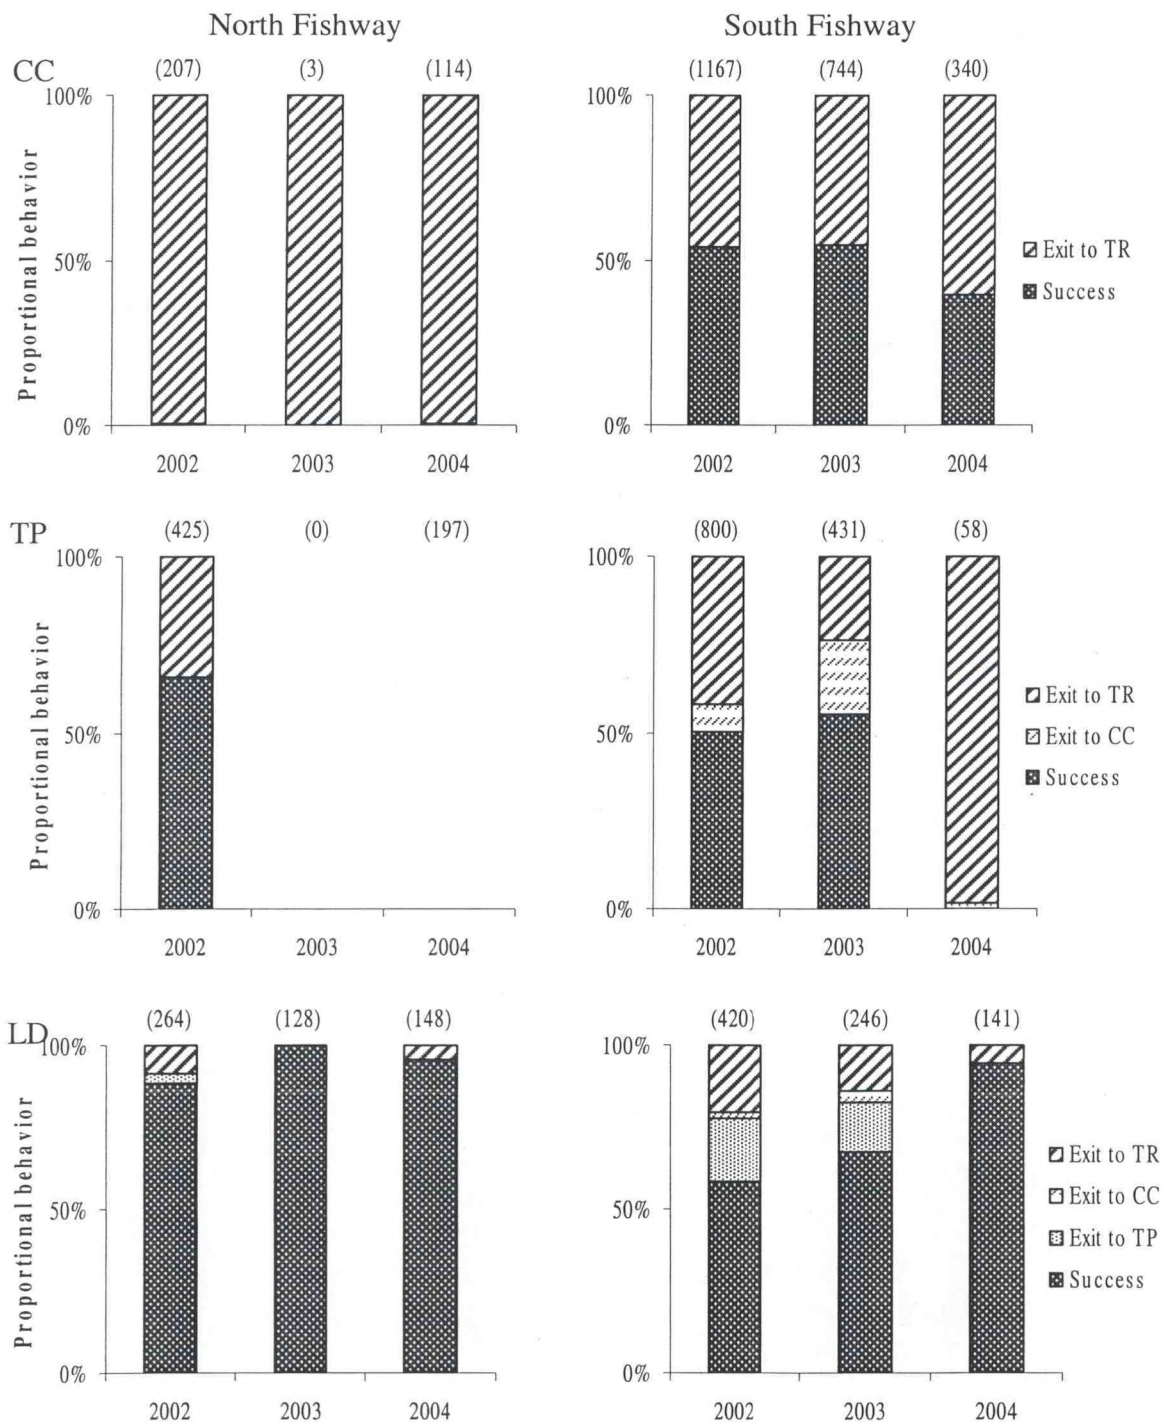 North Fishway
South Fishway
CC
(207) (3) (114)
(1167) (744) (340)
100%
50%
0%
Proportional behavior
2002 2003 2004
100%
50%
0%
2002 2003 2004
Exit to TR
Success
TP
(425) (0) (197)
(800) (431) (58)
100%
50%
0%
Proportional behavior
2002 2003 2004
100%
50%
0%
2002 2003 2004
Exit to TR
Exit to CC
Success
LD
(264) (128) (148)
(420) (246) (141)
100%
50%
0%
Proportional behavior
2002 2003 2004
100%
50%
0%
2002 2003 2004
Exit to TR
Exit to CC
Exit to TP
Success